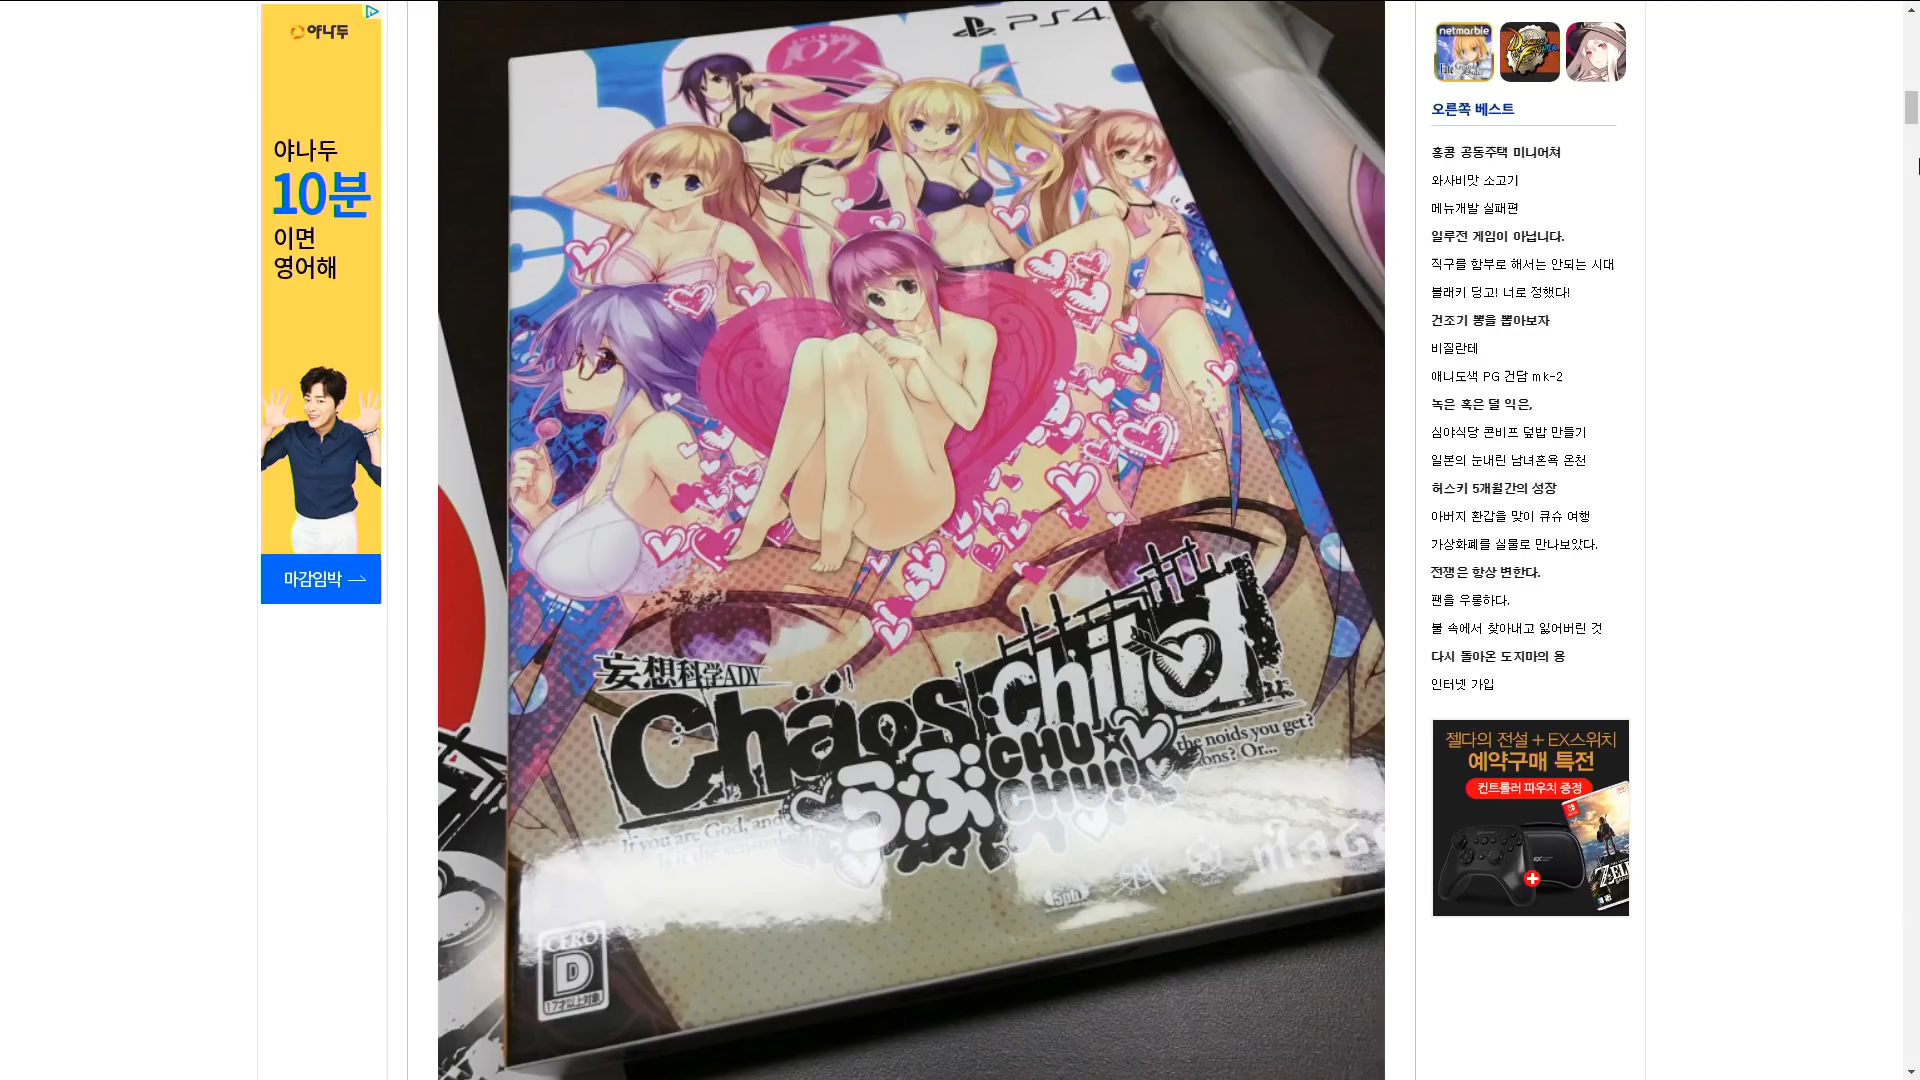 야나두
야나두
10분
이면
영어해
마감임박
PS4
107
妄想科学ADV
Chäos;Child
らぶ
CHU★
CHU!!
the noids you get?
ons? Or...
If you are God, and
Is it the sensual
5pb.
mages
CERO
D
17才以上対象
netmarble
Fate
오른쪽 베스트
홍콩 공동주택 미니어쳐
와사비맛 소고기
메뉴개발 실패편
일루전 게임이 아닙니다.
직구를 함부로 해서는 안되는 시대
블래키 덩고! 너로 정했다!
건조기 뽕을 뽑아보자
비질란테
애니도색 PG 건담 mk-2
녹은 혹은 덜 익은,
심야식당 콘비프 덮밥 만들기
일본의 눈내린 남녀혼욕 온천
허스키 5개월간의 성장
아버지 환갑을 맞이 큐슈 여행
가상화폐를 실물로 만나보았다.
전쟁은 항상 변한다.
팬을 우롱하다.
불 속에서 찾아내고 잃어버린 것
다시 돌아온 도지마의 용
인터넷 가입
젤다의 전설 + EX스위치
예약구매 특전
컨트롤러 파우치 증정